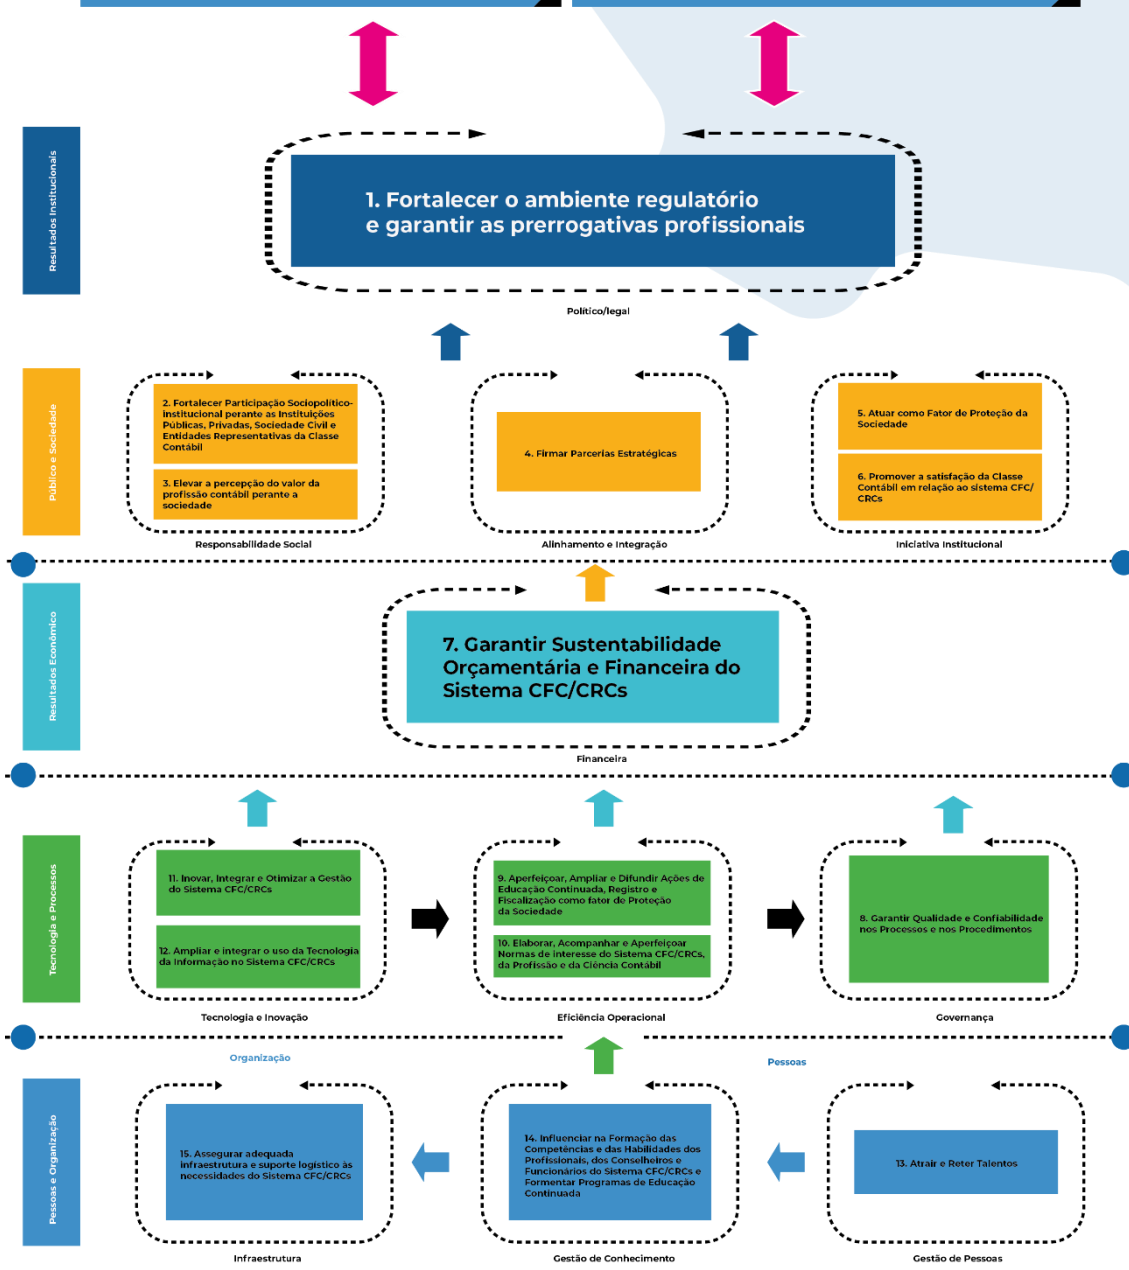 Resultados Institucionais
1. Fortalecer o ambiente regulatório
e garantir as prerrogativas profissionais
Político/legal
Público e Sociedade
2. Fortalecer Participação Sociopolítico-
institucional perante as Instituições
Públicas, Privadas, Sociedade Civil e
Entidades Representativas da Classe
Contábil
3. Elevar a percepção do valor da
profissão contábil perante a
sociedade
Responsabilidade Social
4. Firmar Parcerias Estratégicas
Alinhamento e Integração
5. Atuar como Fator de Proteção da
Sociedade
6. Promover a satisfação da Classe
Contábil em relação ao sistema CFC/
CRCs
Iniciativa Institucional
Resultados Econômico
7. Garantir Sustentabilidade
Orçamentária e Financeira do
Sistema CFC/CRCs
Financeira
Tecnologia e Processos
11. Inovar, Integrar e Otimizar a Gestão
do Sistema CFC/CRCs
12. Ampliar e integrar o uso da Tecnologia
da Informação no Sistema CFC/CRCs
Tecnologia e Inovação
9. Aperfeiçoar, Ampliar e Difundir Ações de
Educação Continuada, Registro e
Fiscalização como fator de Proteção
da Sociedade
10. Elaborar, Acompanhar e Aperfeiçoar
Normas de interesse do Sistema CFC/CRCs,
da Profissão e da Ciência Contábil
Eficiência Operacional
8. Garantir Qualidade e Confiabilidade
nos Processos e nos Procedimentos
Governança
Organização
Pessoas
Pessoas e Organização
15. Assegurar adequada
infraestrutura e suporte logístico às
necessidades do Sistema CFC/CRCs
Infraestrutura
14. Influenciar na Formação das
Competências e das Habilidades dos
Profissionais, dos Conselheiros e
Funcionários do Sistema CFC/CRCs e
Formentar Programas de Educação
Continuada
Gestão de Conhecimento
13. Atrair e Reter Talentos
Gestão de Pessoas